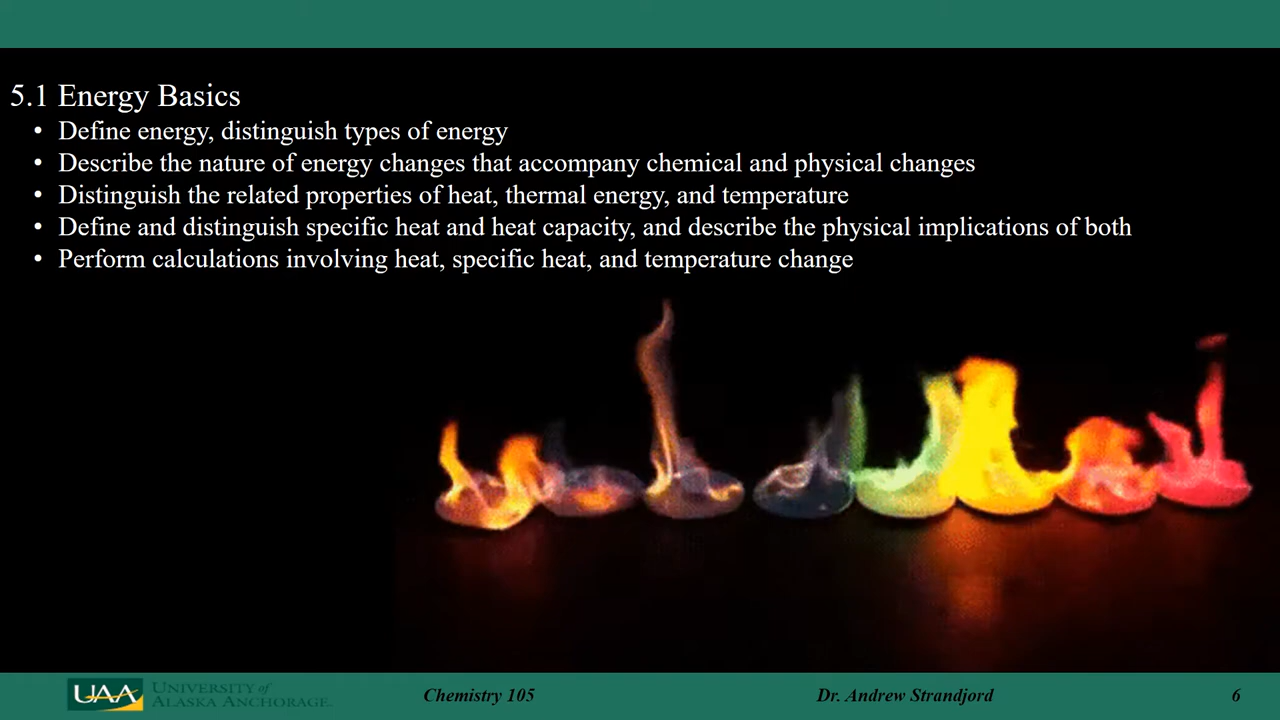 5.1 Energy Basics
• Define energy, distinguish types of energy
• Describe the nature of energy changes that accompany chemical and physical changes
• Distinguish the related properties of heat, thermal energy, and temperature
• Define and distinguish specific heat and heat capacity, and describe the physical implications of both
• Perform calculations involving heat, specific heat, and temperature change
UAA
UNIVERSITY of
ALASKA ANCHORAGE.
Chemistry 105
Dr. Andrew Strandjord
6